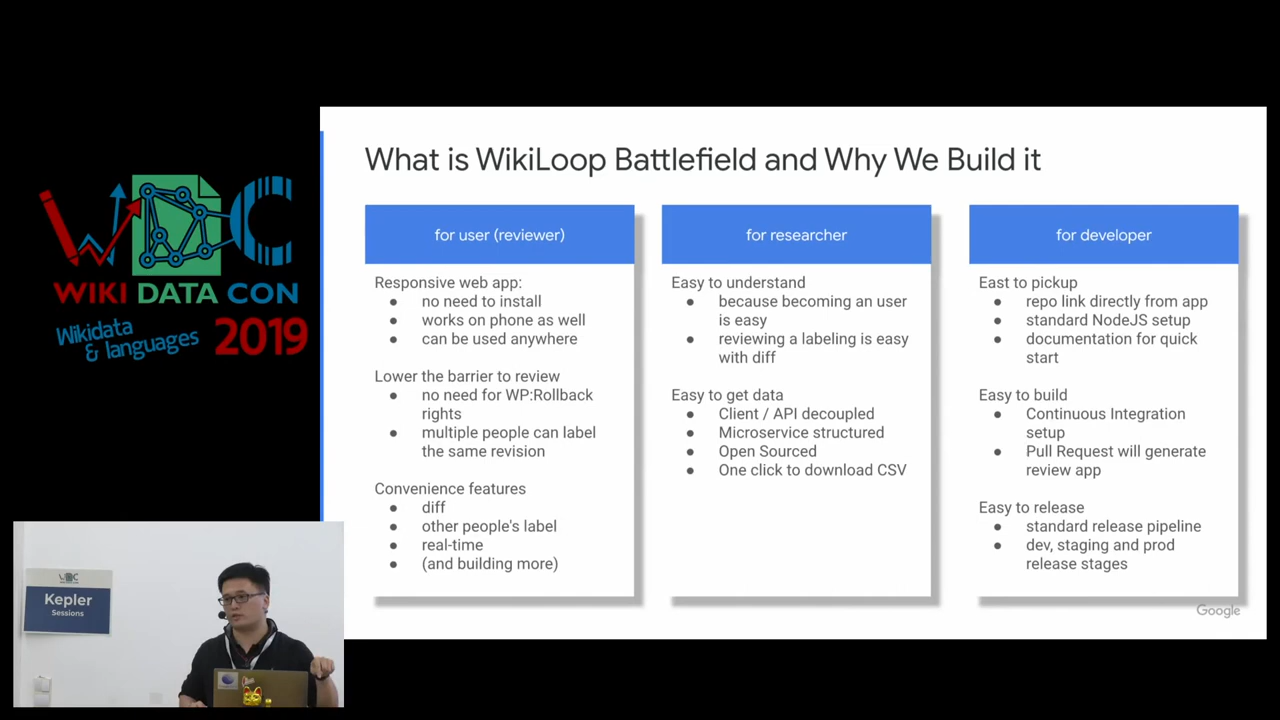 WDC
WIKI DATA CON
Wikidata
& languages
2019
What is WikiLoop Battlefield and Why We Build it
for user (reviewer)
Responsive web app:
● no need to install
● works on phone as well
● can be used anywhere
Lower the barrier to review
● no need for WP:Rollback
rights
● multiple people can label
the same revision
Convenience features
● diff
● other people's label
● real-time
● (and building more)
for researcher
Easy to understand
● because becoming an user
is easy
● reviewing a labeling is easy
with diff
Easy to get data
● Client / API decoupled
● Microservice structured
● Open Sourced
● One click to download CSV
for developer
East to pickup
● repo link directly from app
● standard NodeJS setup
● documentation for quick
start
Easy to build
● Continuous Integration
setup
● Pull Request will generate
review app
Easy to release
● standard release pipeline
● dev, staging and prod
release stages
Google
Kepler
Sessions